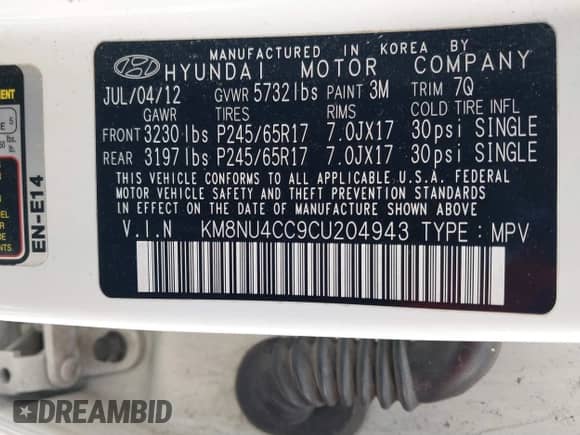 MANUFACTURED IN KOREA BY
HYUNDAI MOTOR COMPANY
JUL/04/12 GVWR 5732lbs PAINT 3M TRIM 7Q
GAWR TIRES RIMS COLD TIRE INFL
FRONT 3230lbs P245/65R17 7.0JX17 30psi SINGLE
REAR 3197lbs P245/65R17 7.0JX17 30psi SINGLE
THIS VEHICLE CONFORMS TO ALL APPLICABLE U.S.A. FEDERAL
MOTOR VEHICLE SAFETY AND THEFT PREVENTION STANDARDS
IN EFFECT ON THE DATE OF MANUFACTURE SHOWN ABOVE
V.I.N KM8NU4CC9CU204943 TYPE : MPV
EN-E14
DREAMBID